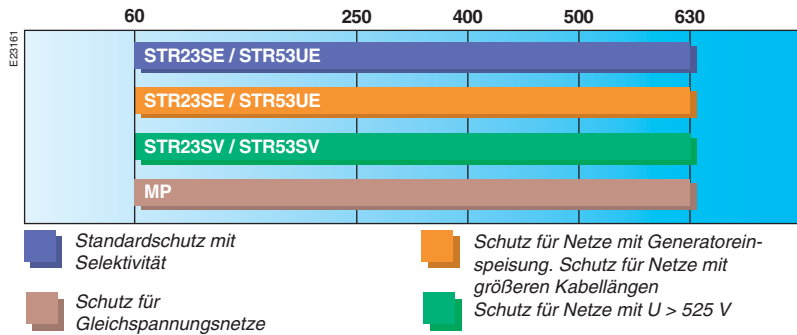 60 250 400 500 630
E23161
STR23SE / STR53UE
STR23SE / STR53UE
STR23SV / STR53SV
MP
Standardschutz mit
Selektivität
Schutz für
Gleichspannungsnetze
Schutz für Netze mit Generatorein-
speisung. Schutz für Netze mit
größeren Kabellängen
Schutz für Netze mit U > 525 V